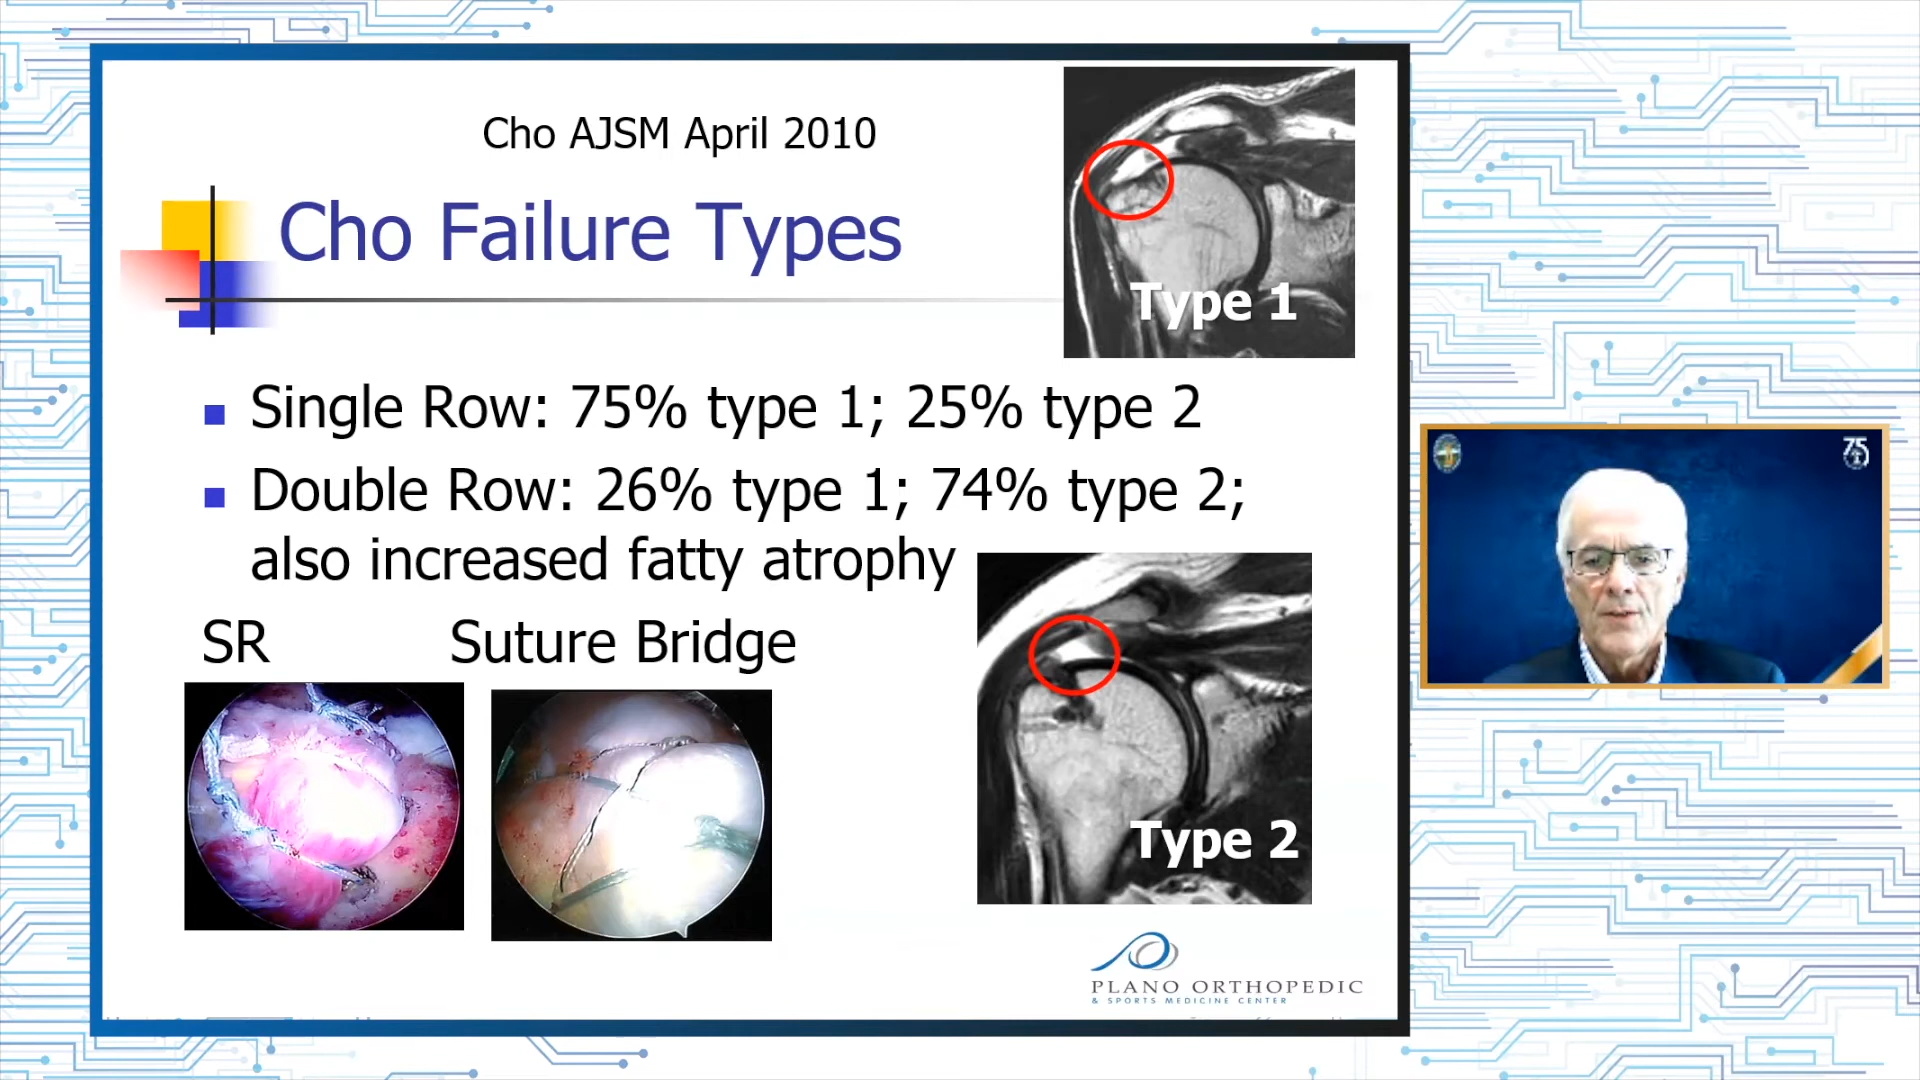 Cho AJSM April 2010
Cho Failure Types
Type 1
Single Row: 75% type 1; 25% type 2
Double Row: 26% type 1; 74% type 2;
also increased fatty atrophy
SR
Suture Bridge
Type 2
PLANO ORTHOPEDIC
& SPORTS MEDICINE CENTER
75